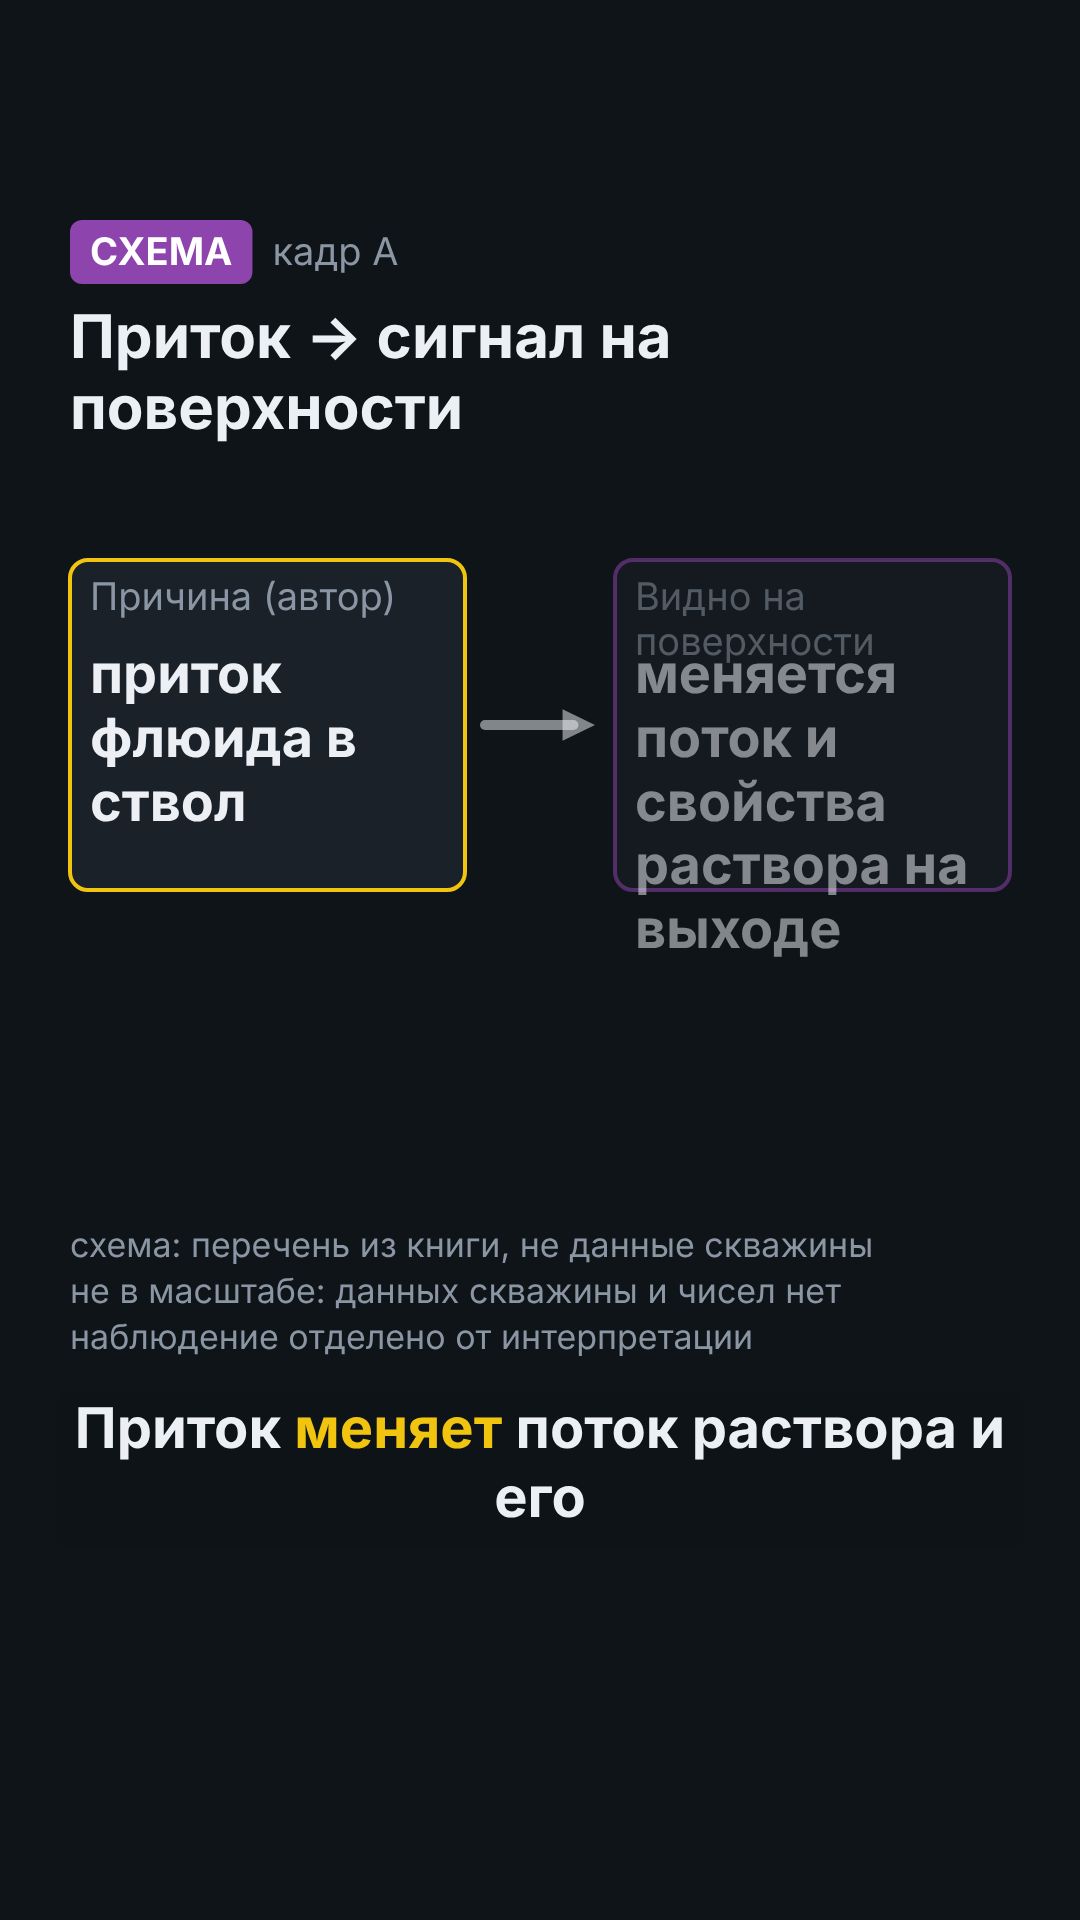 СХЕМА кадр А
Приток → сигнал на
поверхности
Причина (автор)
приток
флюида в
ствол
Видно на
поверхности
меняется
поток и
свойства
раствора на
выходе
схема: перечень из книги, не данные скважины
не в масштабе: данных скважины и чисел нет
наблюдение отделено от интерпретации
Приток меняет поток раствора и
его